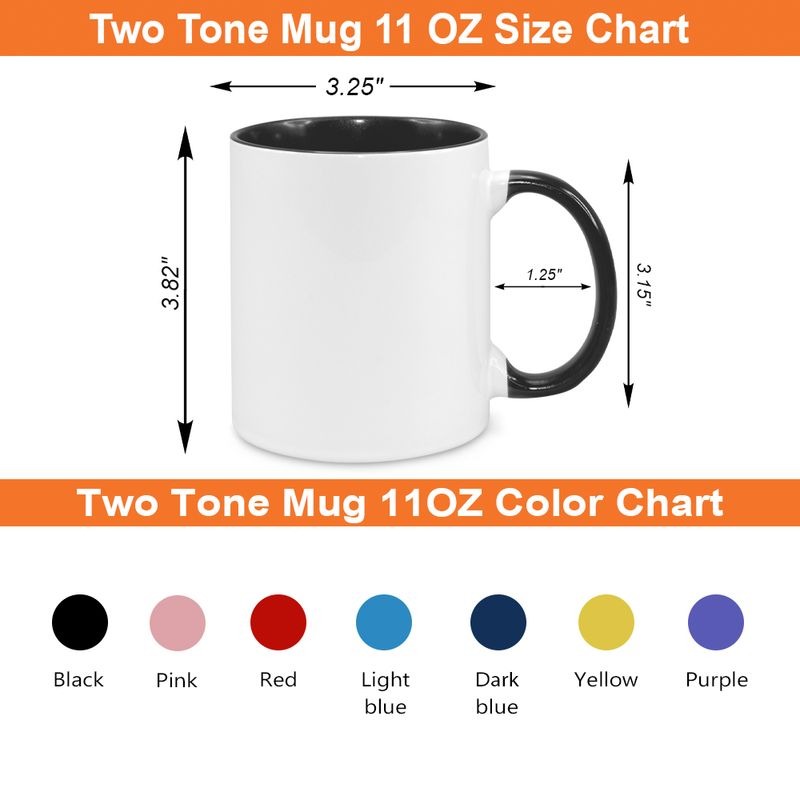 Two Tone Mug 11 OZ Size Chart
3.25"
3.82"
1.25"
3.15"
Two Tone Mug 11OZ Color Chart
Black
Pink
Red
Light
blue
Dark
blue
Yellow
Purple